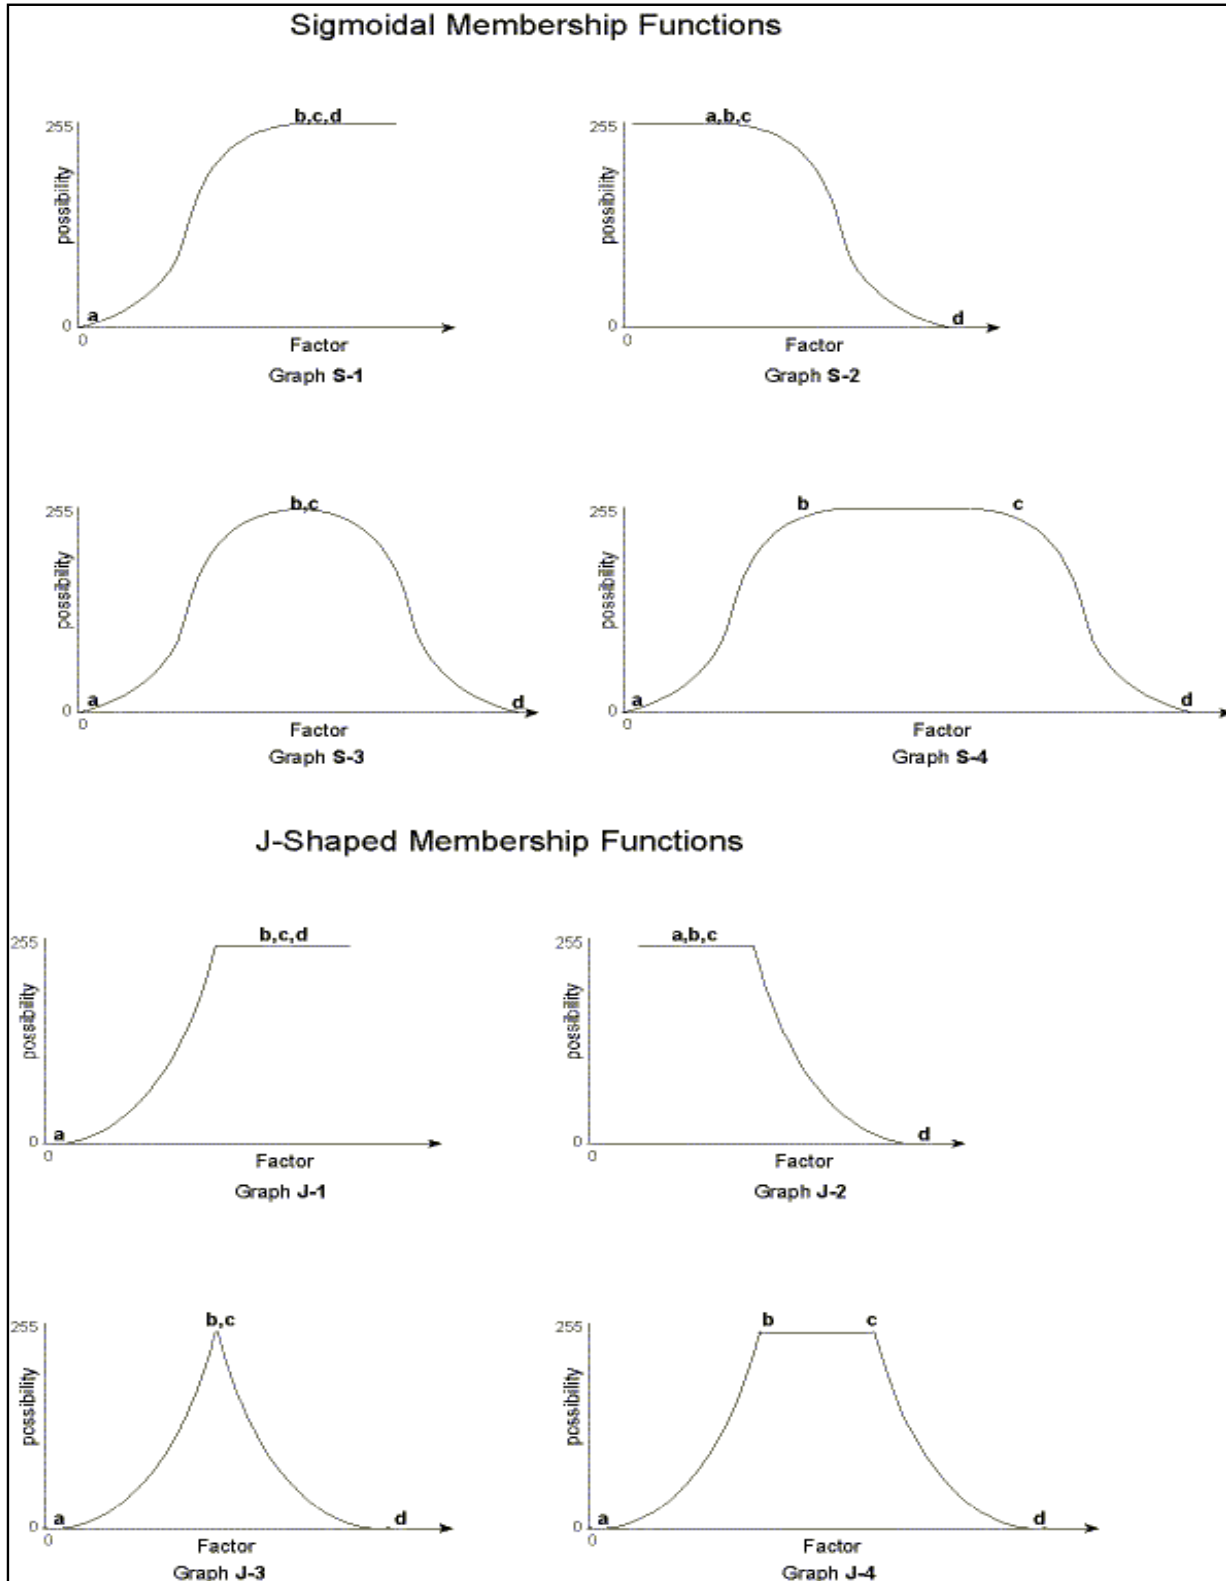 Sigmoidal Membership Functions
b,c,d
255
possibility
a
0
0
Factor
Graph S-1
a,b,c
255
possibility
0
0
d
Factor
Graph S-2
b,c
255
possibility
a
0
0
d
Factor
Graph S-3
b
c
255
possibility
a
0
0
d
Factor
Graph S-4
J-Shaped Membership Functions
b,c,d
255
possibility
a
0
0
Factor
Graph J-1
a,b,c
255
possibility
0
0
d
Factor
Graph J-2
b,c
255
possibility
a
0
0
d
Factor
Graph J-3
b
c
255
possibility
a
0
0
d
Factor
Graph J-4